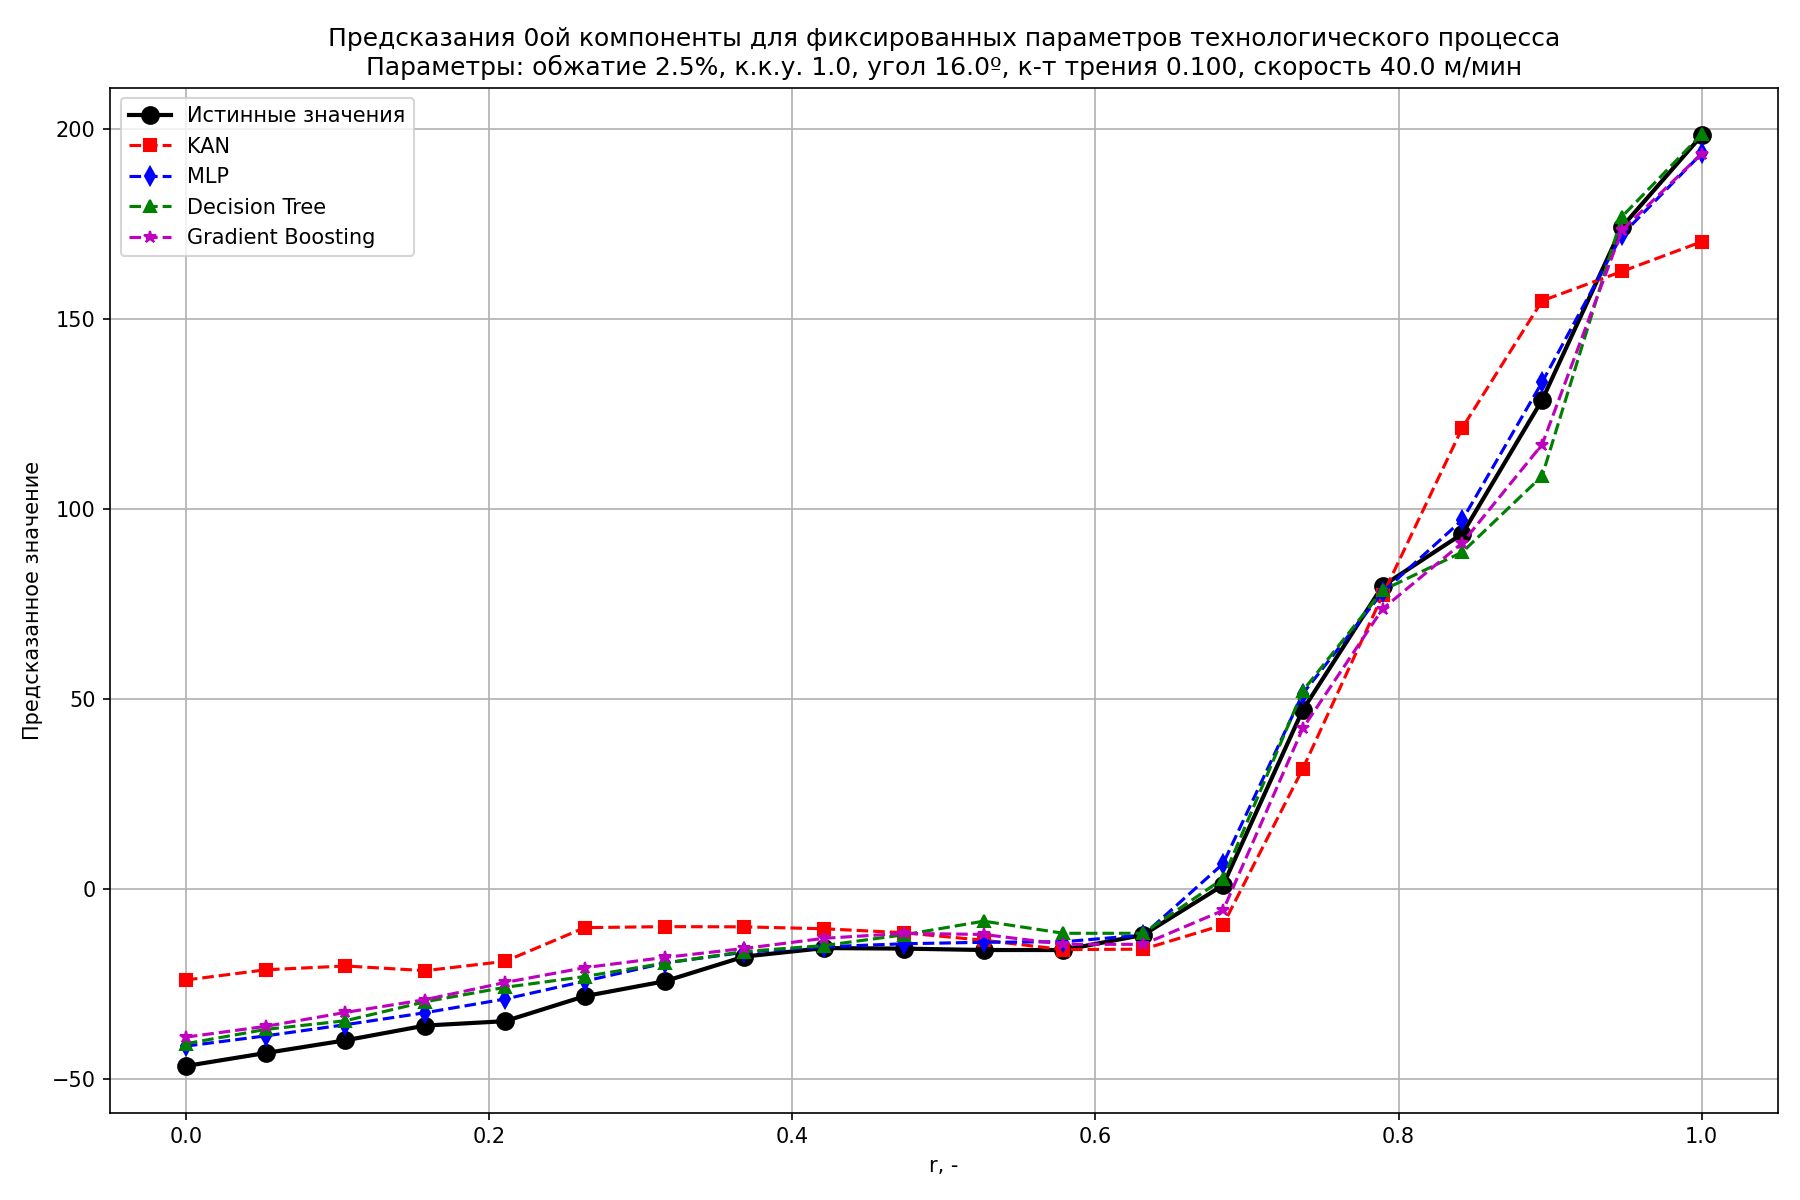 Предсказания 0ой компоненты для фиксированных параметров технологического процесса
Параметры: обжатие 2.5%, к.к.у. 1.0, угол 16.0º, к-т трения 0.100, скорость 40.0 м/мин
Истинные значения
KAN
MLP
Decision Tree
Gradient Boosting
Предсказанное значение
200
150
100
50
0
−50
0.0 0.2 0.4 0.6 0.8 1.0
r, -